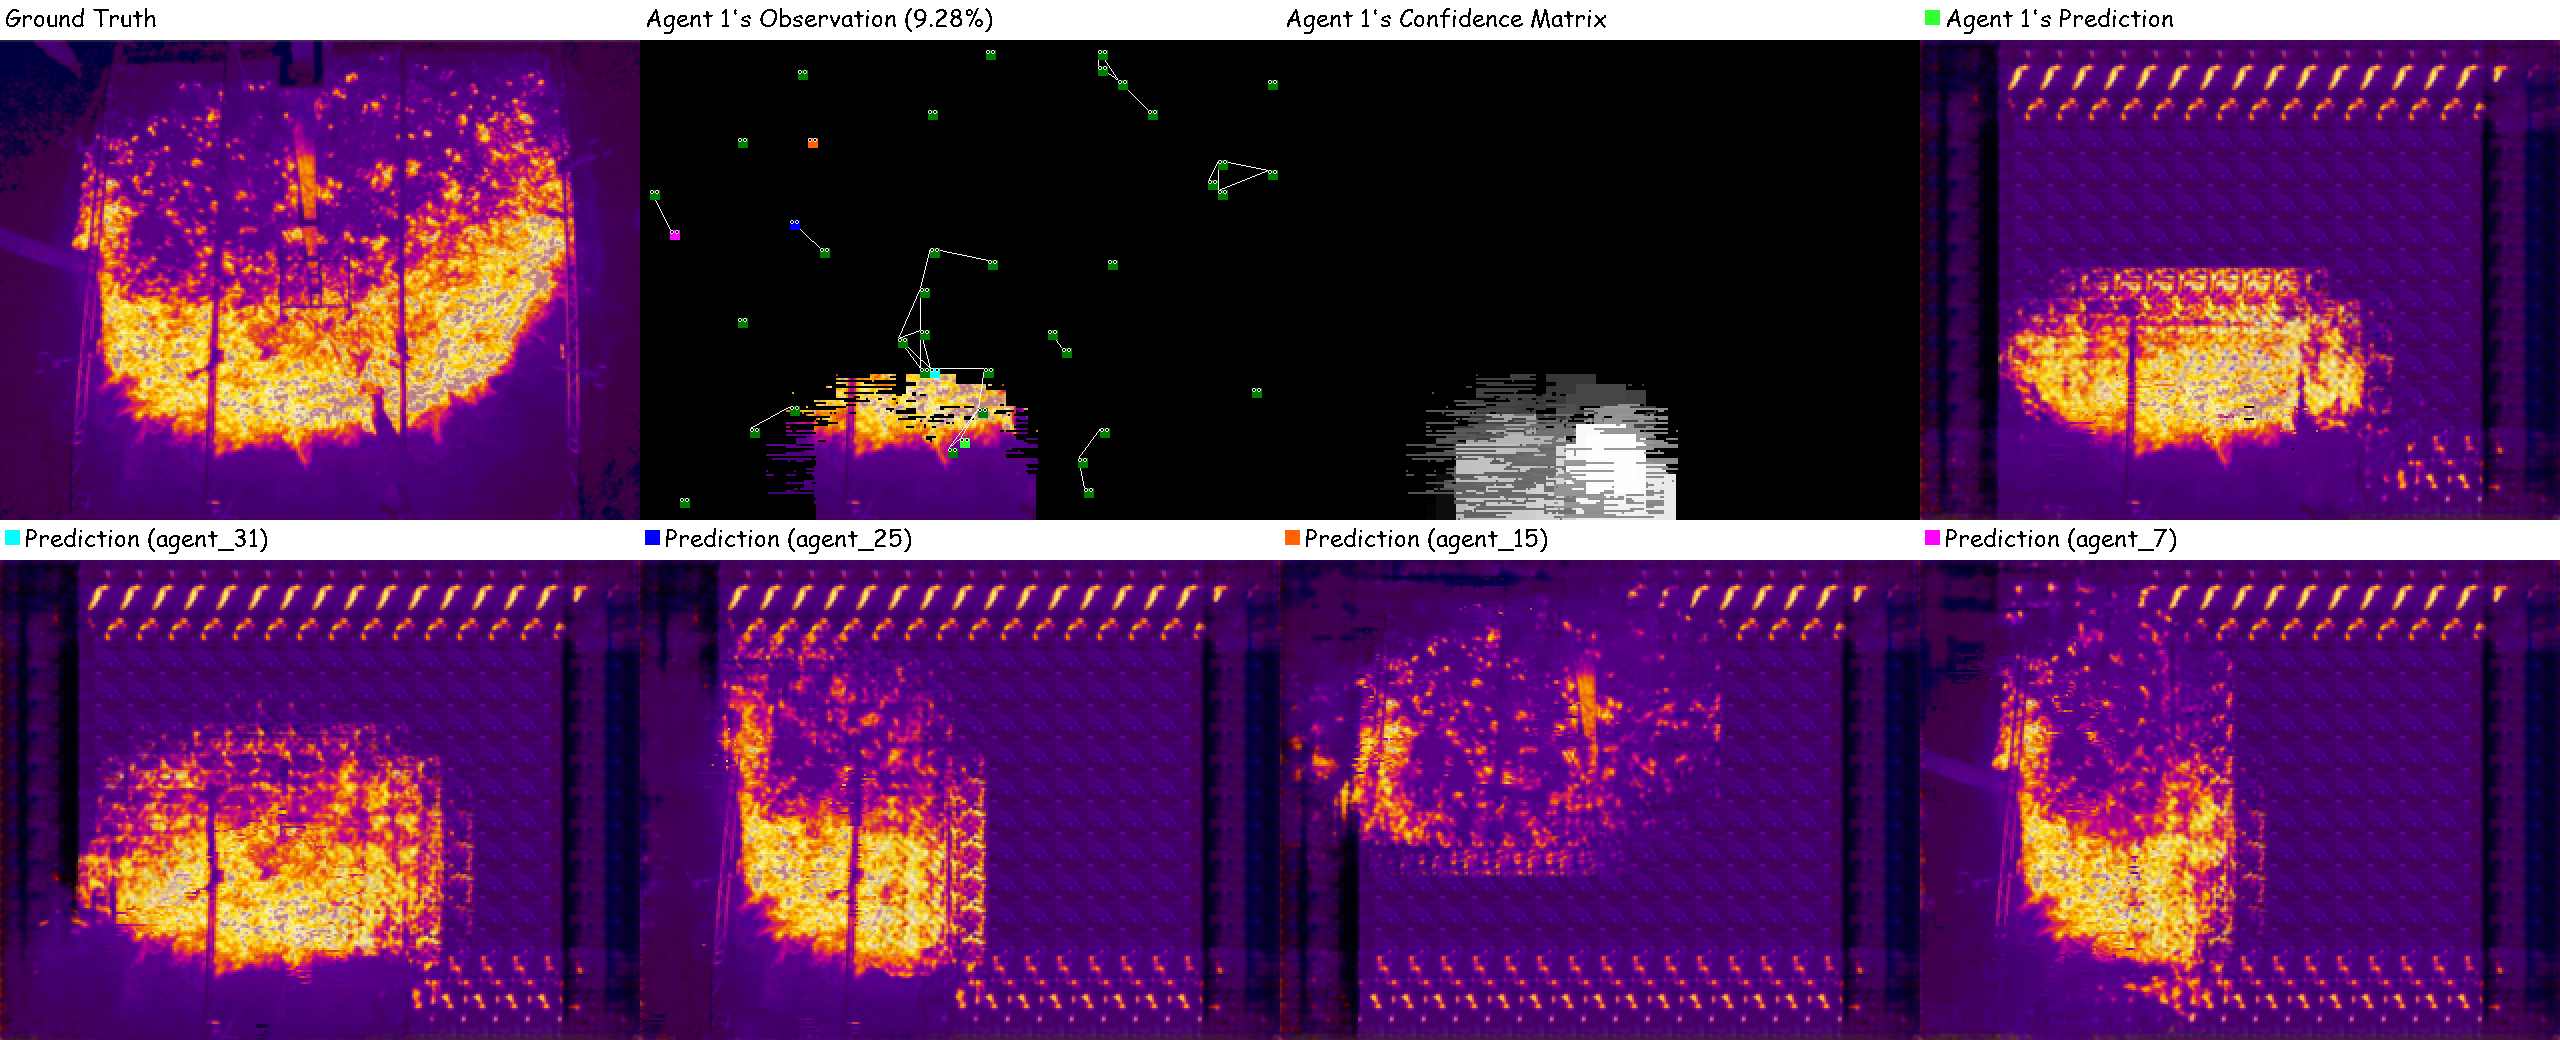 Ground Truth
Agent 1's Observation (9.28%)
Agent 1's Confidence Matrix
Agent 1's Prediction
Prediction (agent_31)
Prediction (agent_25)
Prediction (agent_15)
Prediction (agent_7)